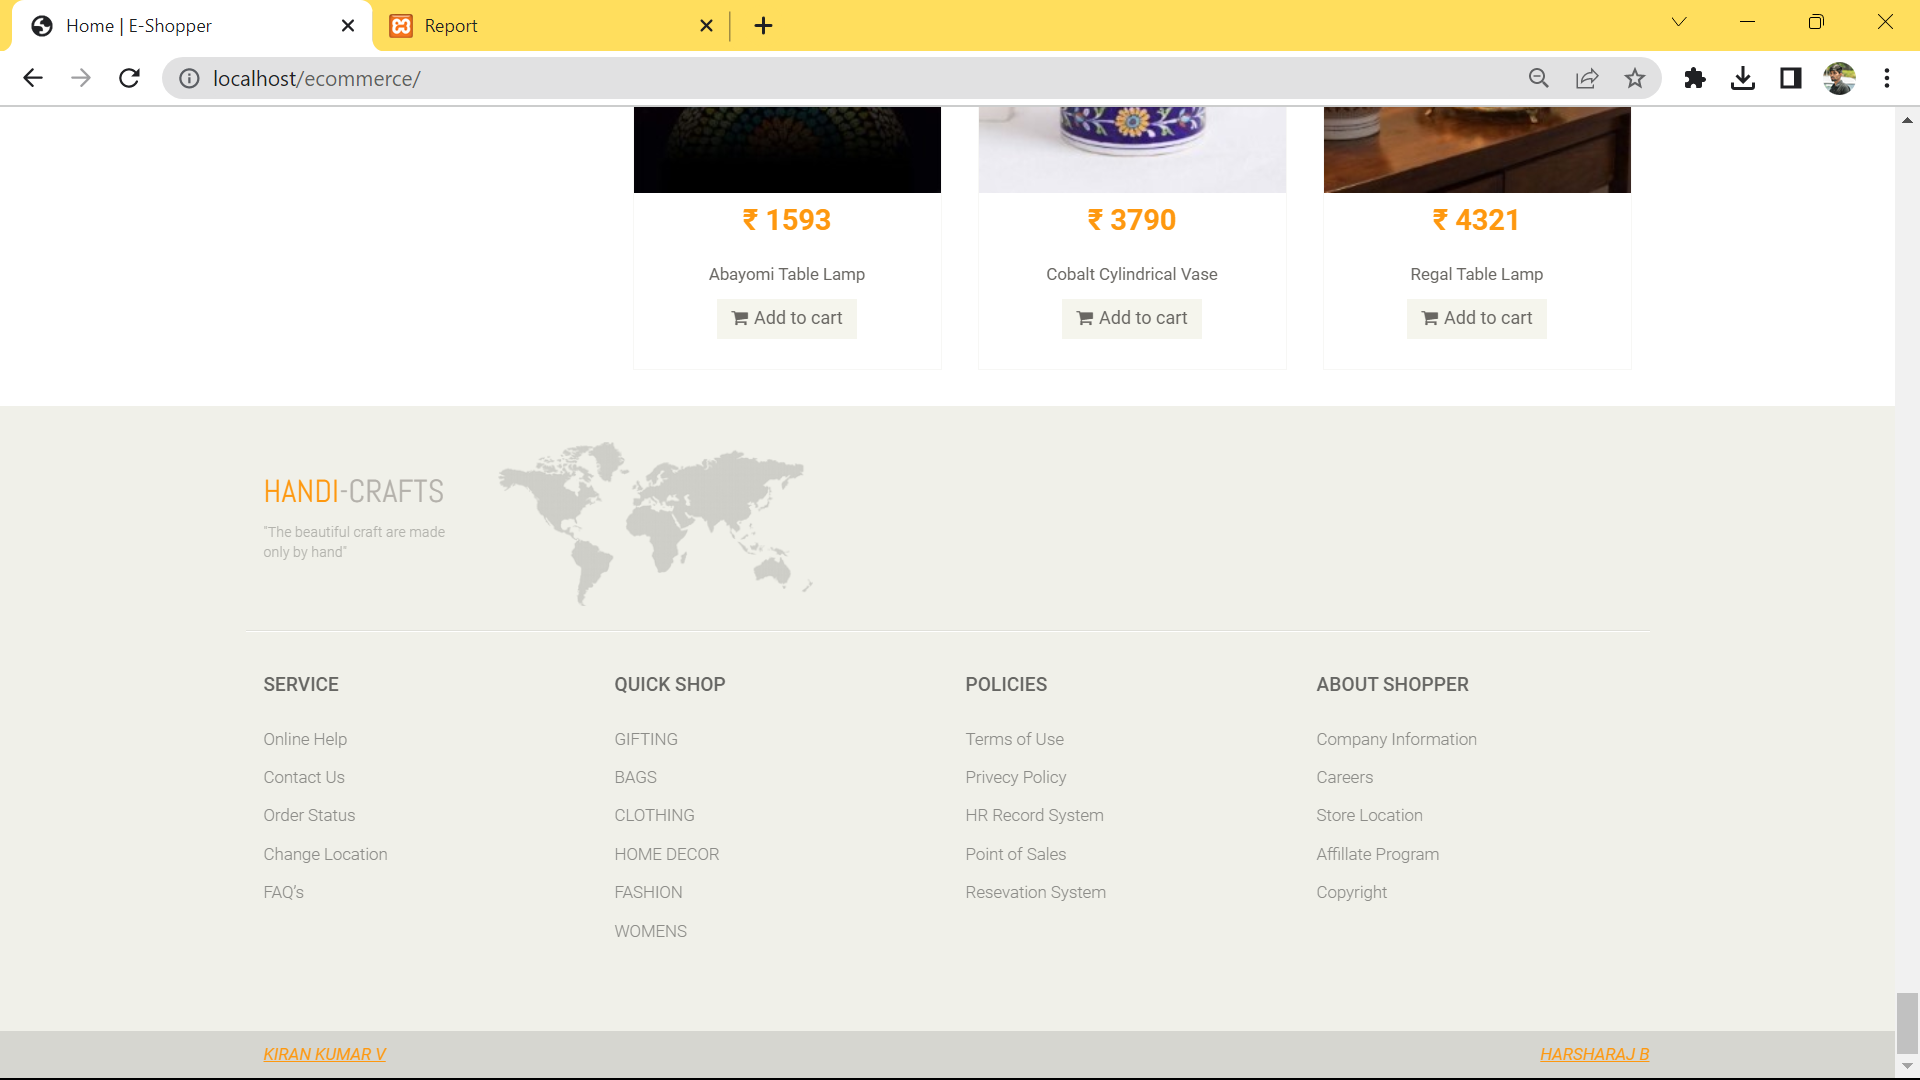 Home | E-Shopper
Report
localhost/ecommerce/
₹ 1593
₹ 3790
₹ 4321
Abayomi Table Lamp
Cobalt Cylindrical Vase
Regal Table Lamp
Add to cart
Add to cart
Add to cart
HANDI-CRAFTS
"The beautiful craft are made
only by hand"
SERVICE
Online Help
Contact Us
Order Status
Change Location
FAQ's
QUICK SHOP
GIFTING
BAGS
CLOTHING
HOME DECOR
FASHION
WOMENS
POLICIES
Terms of Use
Privecy Policy
HR Record System
Point of Sales
Resevation System
ABOUT SHOPPER
Company Information
Careers
Store Location
Affillate Program
Copyright
KIRAN KUMAR V
HARSHARAJ B